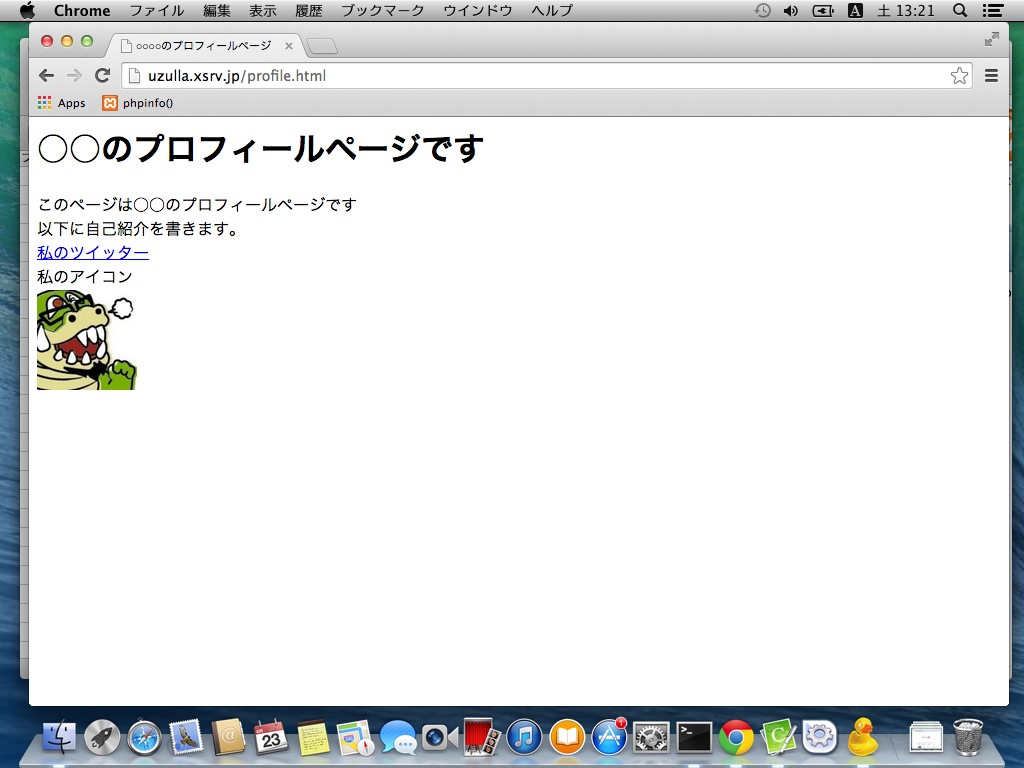 Chrome ファイル 編集 表示 履歴 ブックマーク ウインドウ ヘルプ A 土 13:21
○○○○のプロフィールページ
uzulla.xsrv.jp/profile.html
Apps phpinfo()
○○のプロフィールページです
このページは○○のプロフィールページです
以下に自己紹介を書きます。
私のツイッター
私のアイコン
23
1